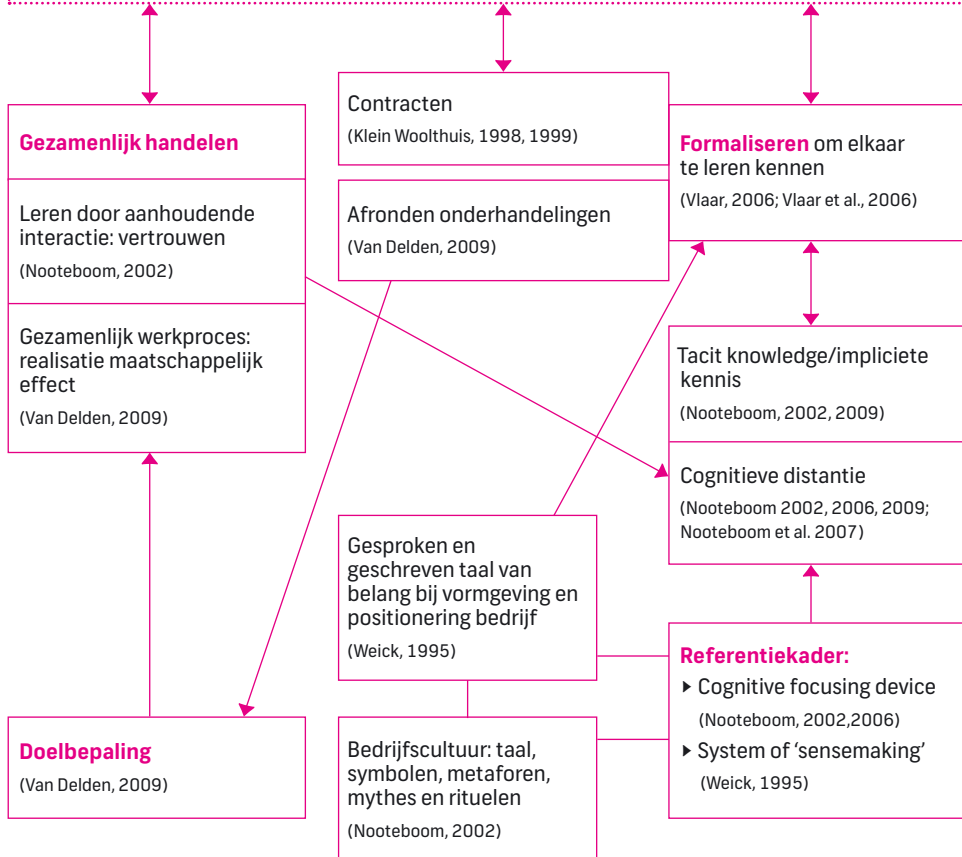 Gezamenlijk handelen
Leren door aanhoudende
interactie: vertrouwen
(Nooteboom, 2002)
Gezamenlijk werkproces:
realisatie maatschappelijk
effect
(Van Delden, 2009)
Doelbepaling
(Van Delden, 2009)
Contracten
(Klein Woolthuis, 1998, 1999)
Afronden onderhandelingen
(Van Delden, 2009)
Gesproken en
geschreven taal van
belang bij vormgeving en
positionering bedrijf
(Weick, 1995)
Bedrijfscultuur: taal,
symbolen, metaforen,
mythes en rituelen
(Nooteboom, 2002)
Formaliseren om elkaar
te leren kennen
(Vlaar, 2006; Vlaar et al., 2006)
Tacit knowledge/impliciete
kennis
(Nooteboom, 2002, 2009)
Cognitieve distantie
(Nooteboom 2002, 2006, 2009;
Nooteboom et al. 2007)
Referentiekader:
▸ Cognitive focusing device
(Nooteboom, 2002,2006)
▸ System of ‘sensemaking’
(Weick, 1995)